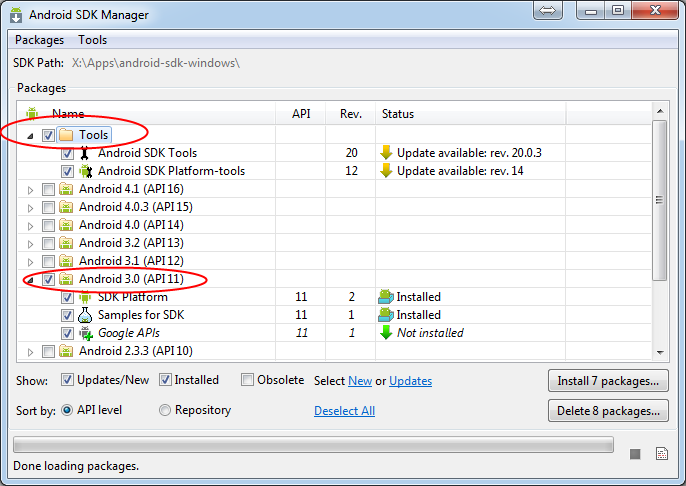 Android SDK Manager
Packages Tools
SDK Path: X:\Apps\android-sdk-windows\
Packages
Name API Rev. Status
Tools
Android SDK Tools 20 Update available: rev. 20.0.3
Android SDK Platform-tools 12 Update available: rev. 14
Android 4.1 (API 16)
Android 4.0.3 (API 15)
Android 4.0 (API 14)
Android 3.2 (API 13)
Android 3.1 (API 12)
Android 3.0 (API 11)
SDK Platform 11 2 Installed
Samples for SDK 11 1 Installed
Google APIs 11 1 Not installed
Android 2.3.3 (API 10)
Show: Updates/New Installed Obsolete Select New or Updates Install 7 packages...
Sort by: API level Repository Deselect All Delete 8 packages...
Done loading packages.